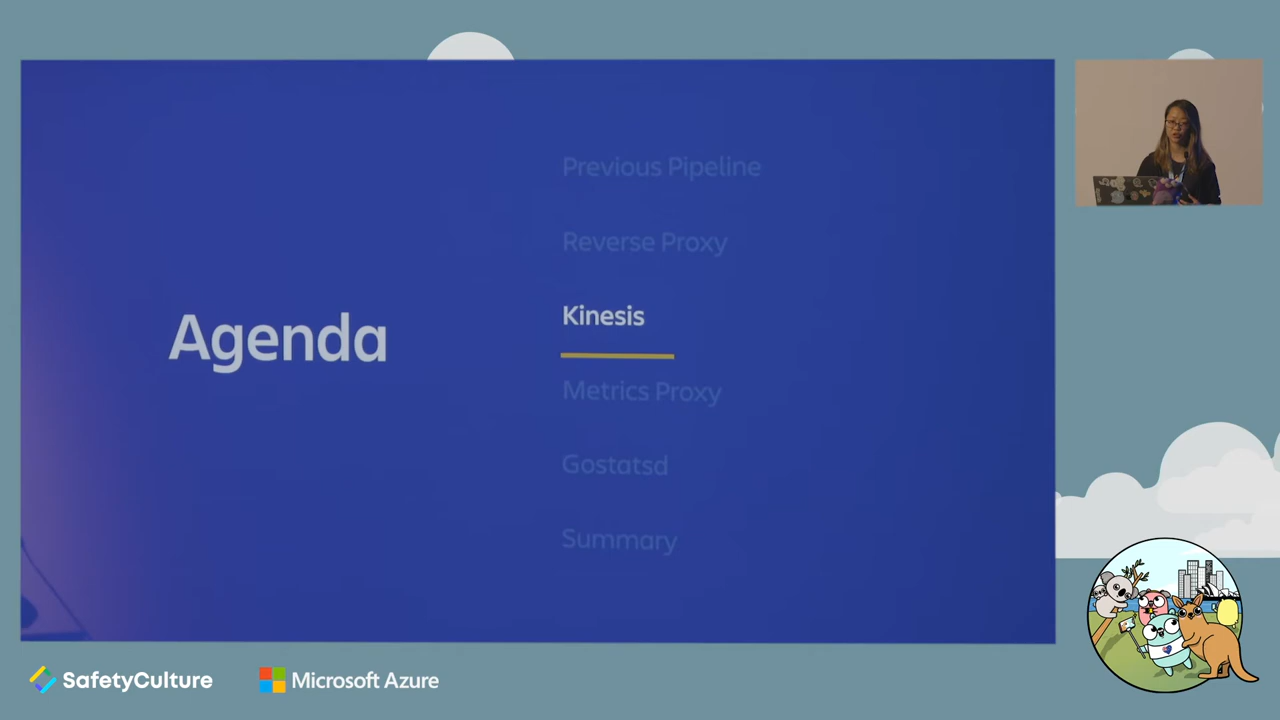 Agenda
Previous Pipeline
Reverse Proxy
Kinesis
Metrics Proxy
Gostatsd
Summary
SafetyCulture
Microsoft Azure